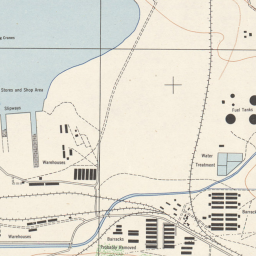 Stores and Shop Area
Slipways
Fuel Tanks
Warehouses
Water
Treatment
Barracks
Warehouses
Barracks
Probably Removed